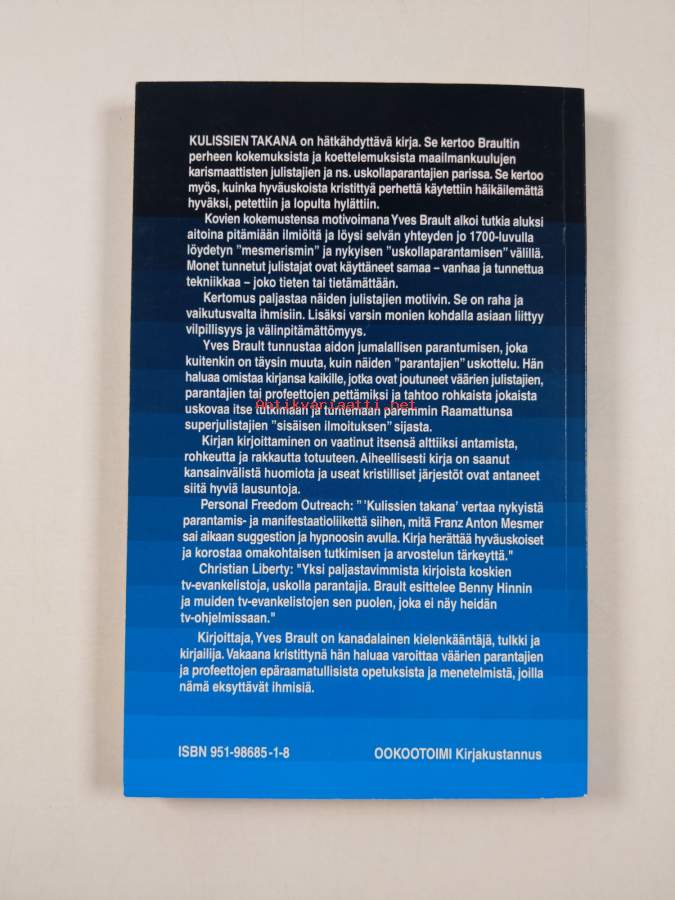 KULISSIEN TAKANA on hätkähdyttävä kirja. Se kertoo Braultin
perheen kokemuksista ja koettelemuksista maailmankuulujen
karismaattisten julistajien ja ns. uskollaparantajien parissa. Se kertoo
myös, kuinka hyväuskoista kristittyä perhettä käytettiin häikäilemättä
hyväksi, petettiin ja lopulta hylättiin.
Kovien kokemustensa motivoimana Yves Brault alkoi tutkia aluksi
aitoina pitämiään ilmiöitä ja löysi selvän yhteyden jo 1700-luvulla
löydetyn "mesmerismin" ja nykyisen "uskollaparantamisen" välillä.
Monet tunnetut julistajat ovat käyttäneet samaa – vanhaa ja tunnettua
tekniikkaa – joko tieten tai tietämättään.
Kertomus paljastaa näiden julistajien motiivin. Se on raha ja
vaikutusvalta ihmisiin. Lisäksi varsin monien kohdalla asiaan liittyy
vilpillisyys ja välinpitämättömyys.
Yves Brault tunnustaa aidon jumalallisen parantumisen, joka
kuitenkin on täysin muuta, kuin näiden "parantajien" uskottelu. Hän
haluaa omistaa kirjansa kaikille, jotka ovat joutuneet väärien julistajien,
parantajien tai profeettojen pettämiksi ja tahtoo rohkaista jokaista
uskovaa itse tutkimaan ja tuntemaan paremmin Raamattunsa
Antikvariaatti.net
superjulistajien "sisäisen ilmoituksen" sijasta.
Kirjan kirjoittaminen on vaatinut itsensä alttiiksi antamista,
rohkeutta ja rakkautta totuuteen. Aiheellisesti kirja on saanut
kansainvälistä huomiota ja useat kristilliset järjestöt ovat antaneet
siitä hyviä lausuntoja.
Personal Freedom Outreach: " 'Kulissien takana' vertaa nykyistä
parantamis- ja manifestaatioliikettä siihen, mitä Franz Anton Mesmer
sai aikaan suggestion ja hypnoosin avulla. Kirja herättää hyväuskoiset
ja korostaa omakohtaisen tutkimisen ja arvostelun tärkeyttä."
Christian Liberty: "Yksi paljastavimmista kirjoista koskien
tv-evankelistoja, uskolla parantajia. Brault esittelee Benny Hinnin
ja muiden tv-evankelistojen sen puolen, joka ei näy heidän
tv-ohjelmissaan."
Kirjoittaja, Yves Brault on kanadalainen kielenkääntäjä, tulkki ja
kirjailija. Vakaana kristittynä hän haluaa varoittaa väärien parantajien
ja profeettojen epäraamatullisista opetuksista ja menetelmistä, joilla
nämä eksyttävät ihmisiä.
ISBN 951-98685-1-8
OOKOOTOIMI Kirjakustannus